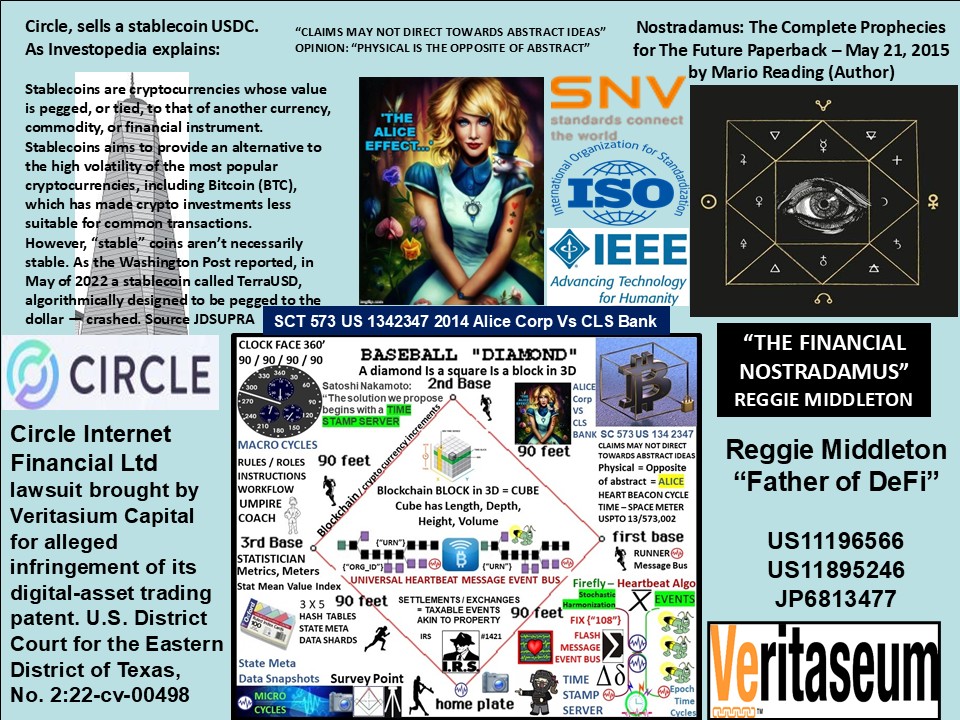 Circle, sells a stablecoin USDC.
As Investopedia explains:
Stablecoins are cryptocurrencies whose value
is pegged, or tied, to that of another currency,
commodity, or financial instrument.
Stablecoins aims to provide an alternative to
the high volatility of the most popular
cryptocurrencies, including Bitcoin (BTC),
which has made crypto investments less
suitable for common transactions.
However, “stable” coins aren’t necessarily
stable. As the Washington Post reported, in
May of 2022 a stablecoin called TerraUSD,
algorithmically designed to be pegged to the
dollar — crashed. Source JDSUPRA
“CLAIMS MAY NOT DIRECT TOWARDS ABSTRACT IDEAS”
OPINION: “PHYSICAL IS THE OPPOSITE OF ABSTRACT”
'THE
ALICE
EFFECT...'
imgflip.com
SNV
standards connect
the world
International Organization for Standardization
ISO
IEEE
Advancing Technology
for Humanity
Nostradamus: The Complete Prophecies
for The Future Paperback – May 21, 2015
by Mario Reading (Author)
SCT 573 US 1342347 2014 Alice Corp Vs CLS Bank
CIRCLE
Circle Internet
Financial Ltd
lawsuit brought by
Veritasium Capital
for alleged
infringement of its
digital-asset trading
patent. U.S. District
Court for the Eastern
District of Texas,
No. 2:22-cv-00498
CLOCK FACE 360’
90 / 90 / 90 / 90
BASEBALL "DIAMOND"
A diamond Is a square Is a block in 3D
Satoshi Nakamoto:
“The solution we propose
begins with a TIME
STAMP SERVER
2nd Base
ALICE
Corp
VS
CLS
BANK
SC 573 US 134 2347
CLAIMS MAY NOT DIRECT
TOWARDS ABSTRACT IDEAS
Physical = Opposite
of abstract = ALICE
HEART BEACON CYCLE
TIME – SPACE METER
USPTO 13/573,002
MACRO CYCLES
RULES / ROLES
INSTRUCTIONS
WORKFLOW
UMPIRE
COACH
90 feet
90 feet
Blockchain / crypto currency increments
Blockchain BLOCK in 3D = CUBE
Cube has Length, Depth,
Height, Volume
3rd Base
STATISTICIAN
Metrics, Meters
Stat Mean Value Index
{“URN”}
{“ORG_ID”}
{“URN”}
UNIVERSAL HEARTBEAT MESSAGE EVENT BUS
first base
RUNNER
Message Bus
Firefly – Heartbeat Algo
Stochastic
Harmonization
EVENTS
3 X 5
HASH TABLES
STATE META
DATA SHARDS
Oxford
90 feet
SETTLEMENTS / EXCHANGES
= TAXABLE EVENTS
AKIN TO PROPERTY
90 feet
IRS
#1421
I.R.S.
FIX {“108”}
FLASH
MESSAGE
EVENT BUS
Δδ
State Meta
Data Snapshots
MICRO
CYCLES
Survey Point
home plate
TIME
STAMP
SERVER
Epoch
Time
Cycles
“THE FINANCIAL
NOSTRADAMUS”
REGGIE MIDDLETON
Reggie Middleton
“Father of DeFi”
US11196566
US11895246
JP6813477
Veritaseum
TM